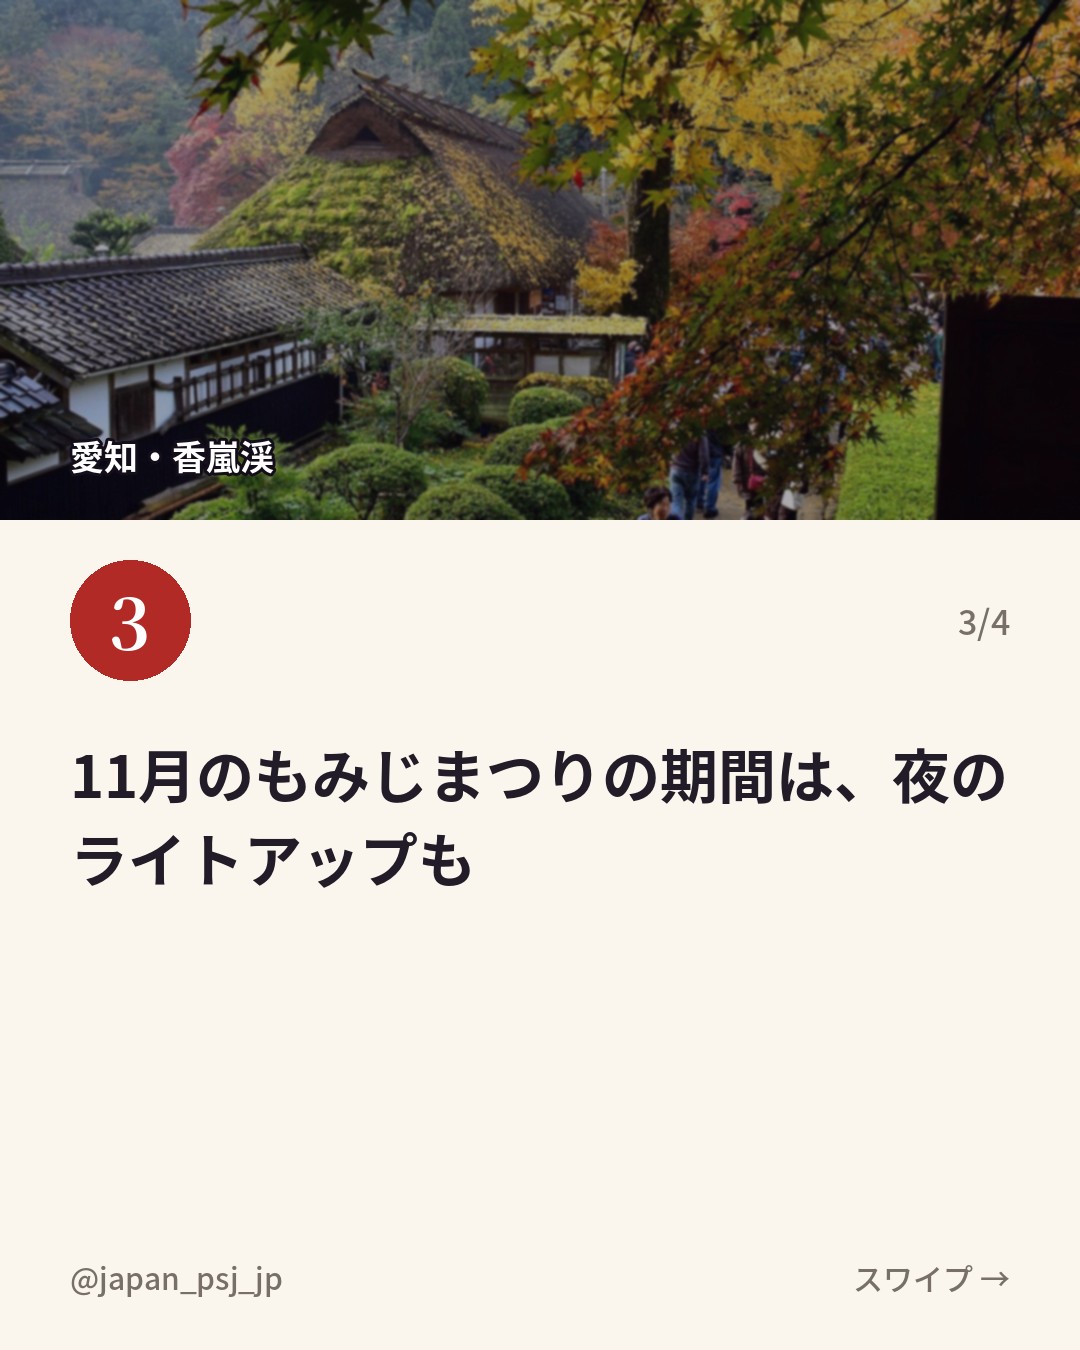 愛知・香嵐渓
3
3/4
11月のもみじまつりの期間は、夜の
ライトアップも
@japan_psj_jp
スワイプ →